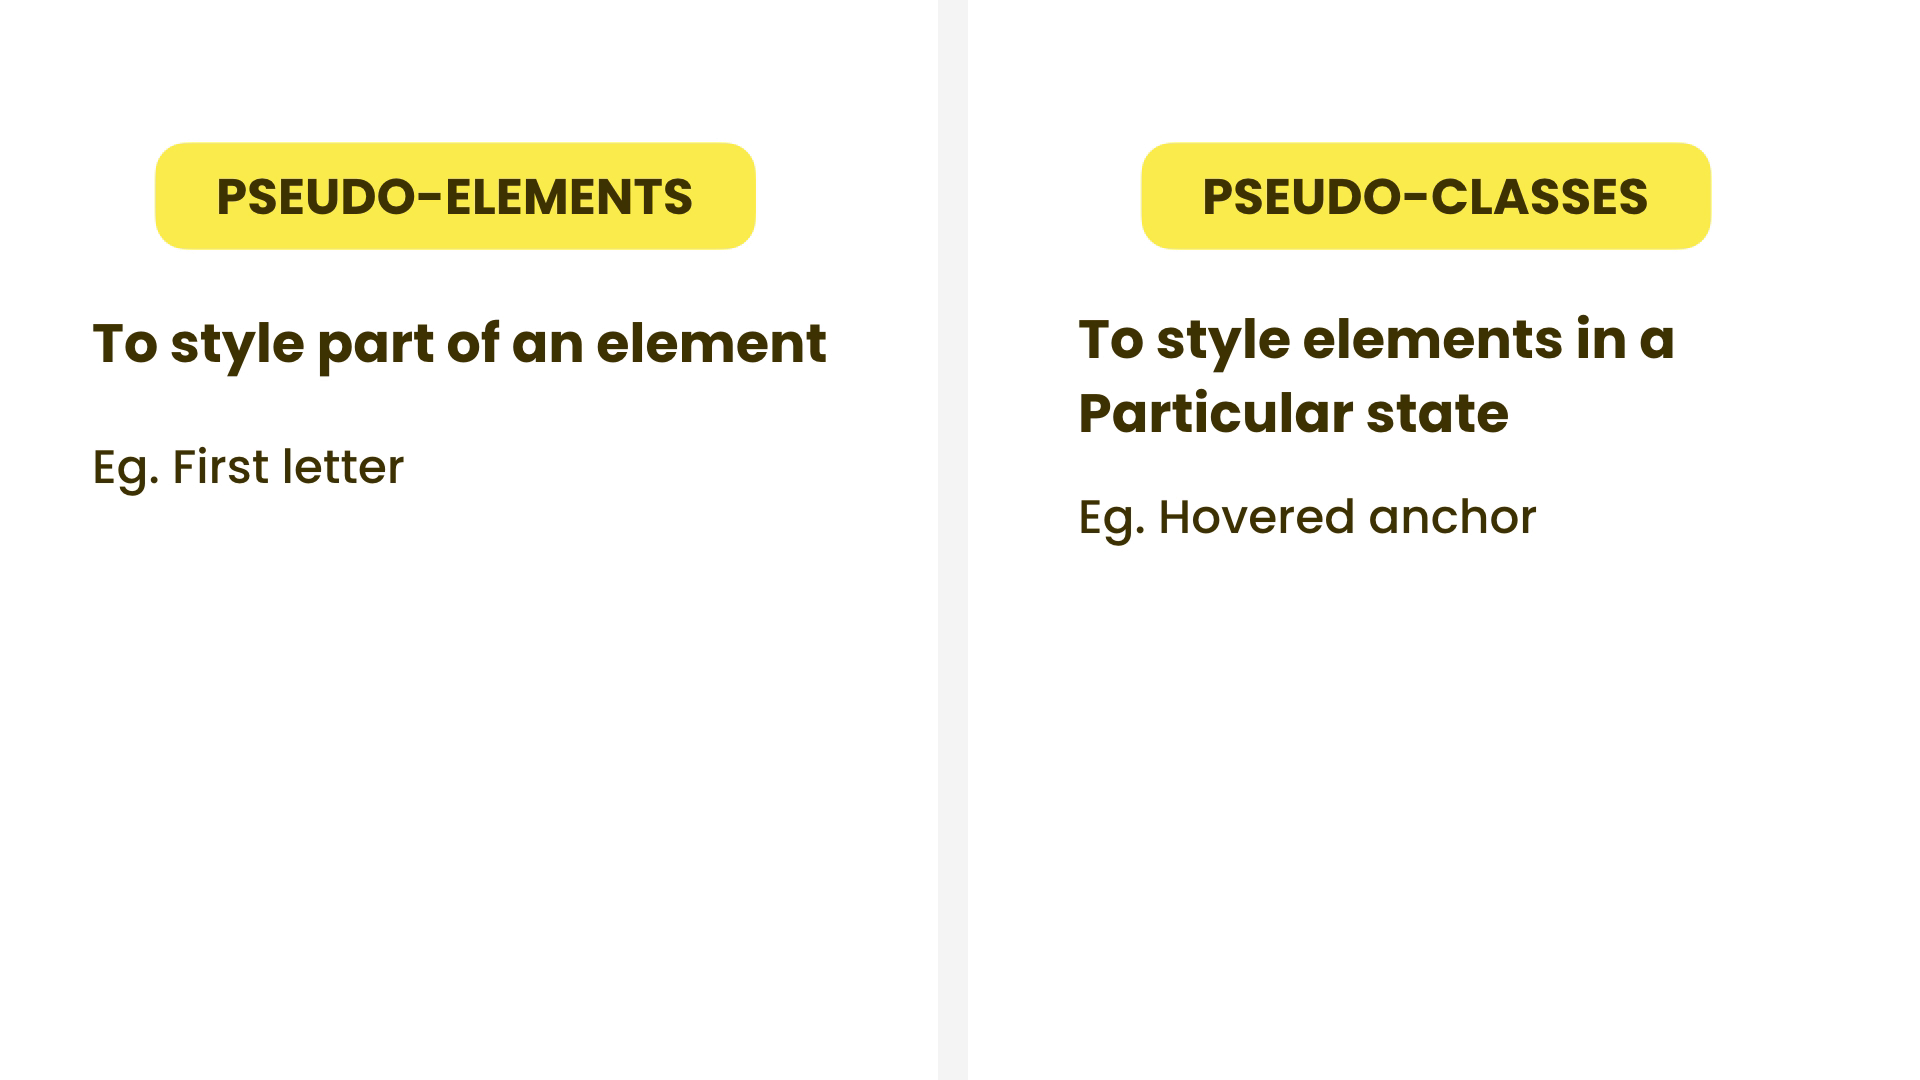 PSEUDO-ELEMENTS
To style part of an element
Eg. First letter
PSEUDO-CLASSES
To style elements in a
Particular state
Eg. Hovered anchor